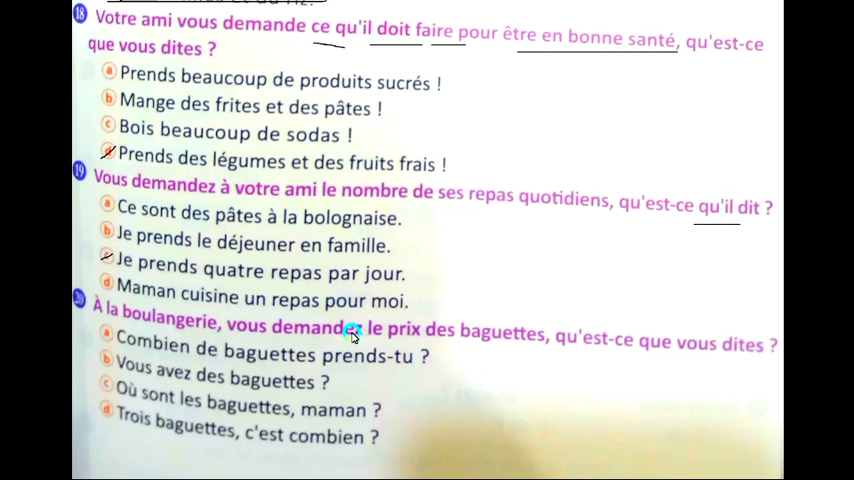 18 Votre ami vous demande ce qu'il doit faire pour être en bonne santé, qu'est-ce
que vous dites ?
a Prends beaucoup de produits sucrés !
b Mange des frites et des pâtes !
c Bois beaucoup de sodas !
d Prends des légumes et des fruits frais !
19 Vous demandez à votre ami le nombre de ses repas quotidiens, qu'est-ce qu'il dit ?
a Ce sont des pâtes à la bolognaise.
b Je prends le déjeuner en famille.
c Je prends quatre repas par jour.
d Maman cuisine un repas pour moi.
20 À la boulangerie, vous demandez le prix des baguettes, qu'est-ce que vous dites ?
a Combien de baguettes prends-tu ?
b Vous avez des baguettes ?
c Où sont les baguettes, maman ?
d Trois baguettes, c'est combien ?